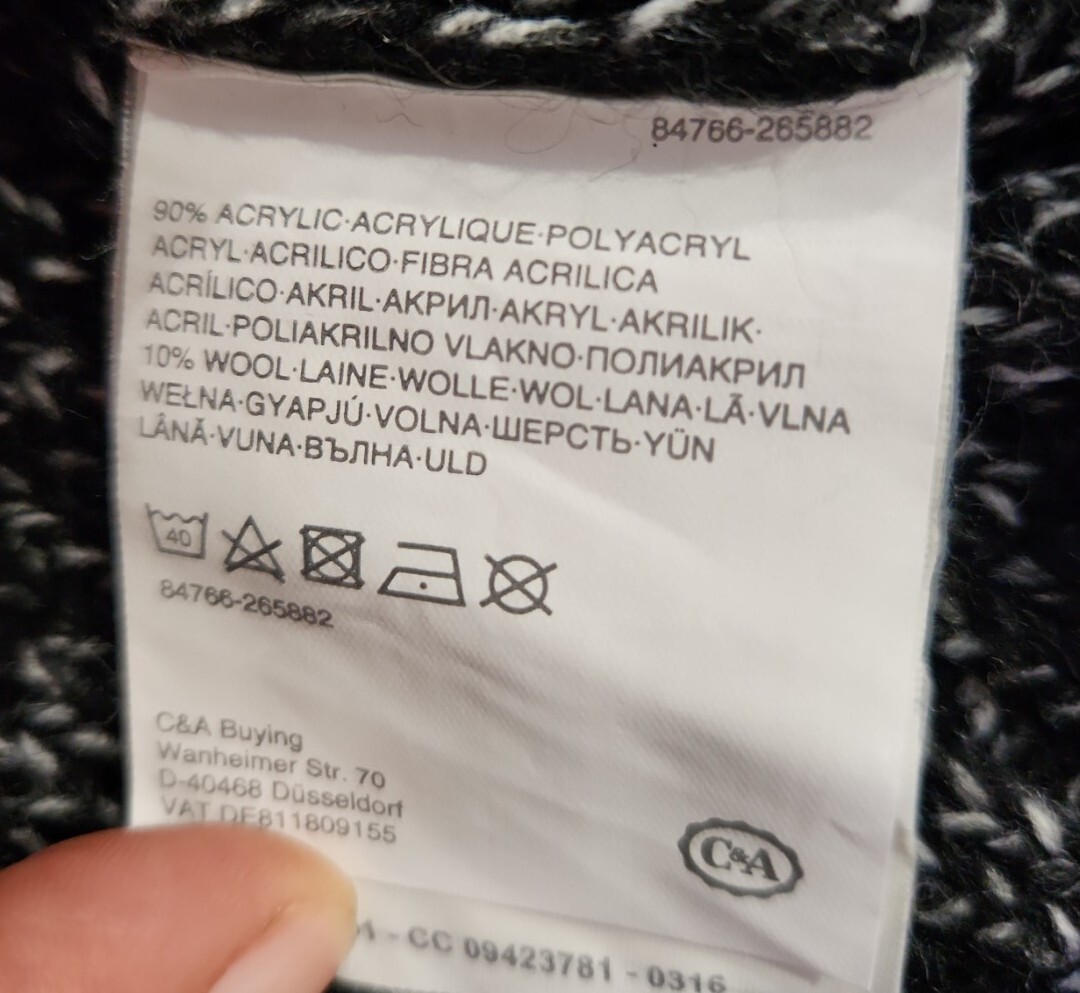 84766-265882
90% ACRYLIC·ACRYLIQUE·POLYACRYL
ACRYL·ACRILICO·FIBRA ACRILICA
ACRÍLICO·AKRIL·АКРИЛ·AKRYL·AKRILIK·
ACRIL·POLIAKRILNO VLAKNO·ПОЛИАКРИЛ
10% WOOL·LAINE·WOLLE·WOL·LANA·LÃ·VLNA
WEŁNA·GYAPJÚ·VOLNA·ШЕРСТЬ·YÜN
LÂNĂ·VUNA·ВЪЛНА·ULD
40
84766-265882
C&A Buying
Wanheimer Str. 70
D-40468 Düsseldorf
VAT DE811809155
C&A
1 - CC 09423781 - 0316